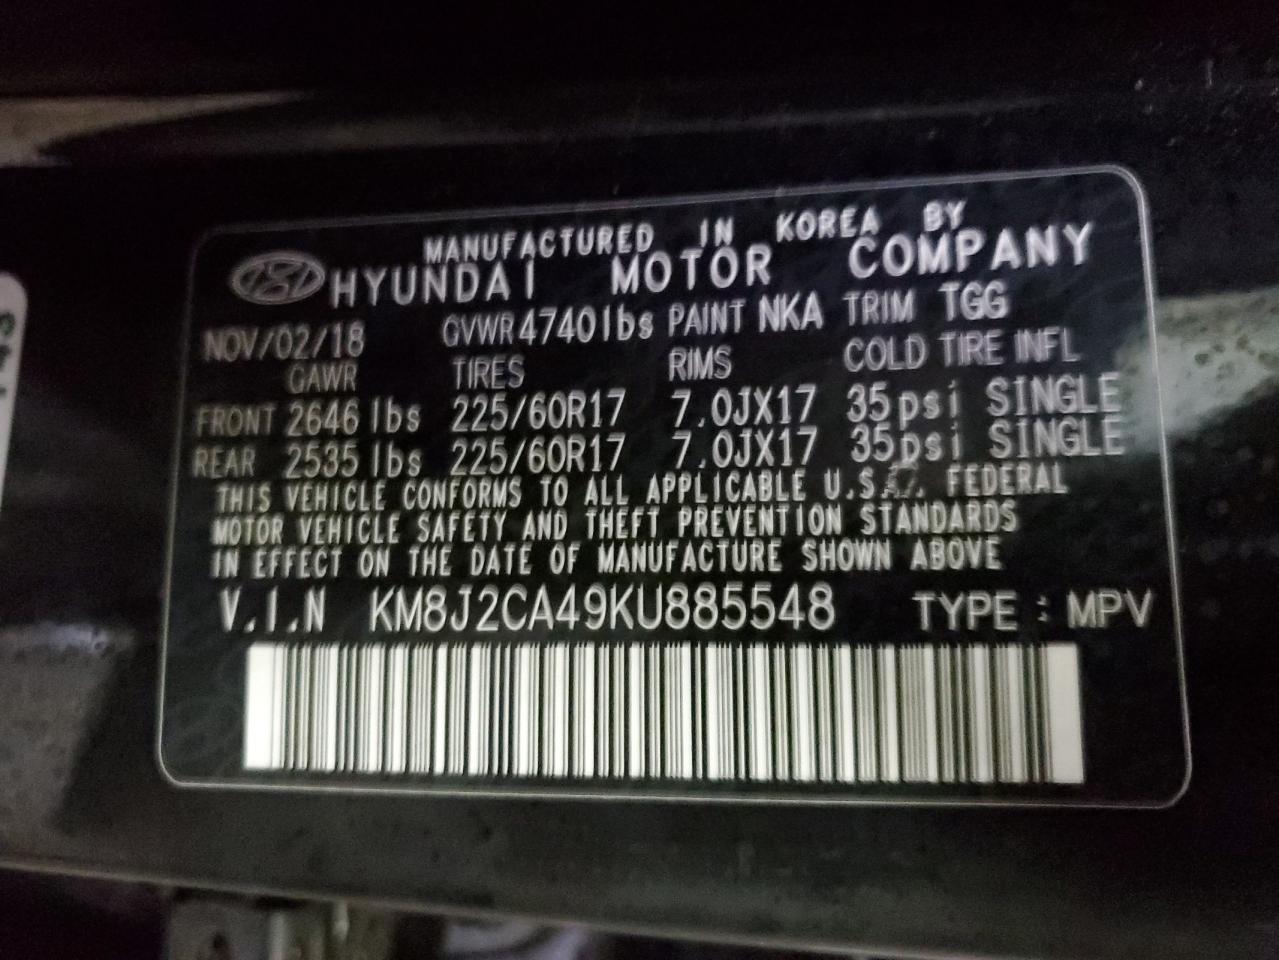 MANUFACTURED IN KOREA BY
HYUNDAI MOTOR COMPANY
NOV/02/18 GVWR 4740lbs PAINT NKA TRIM TGG
GAWR TIRES RIMS COLD TIRE INFL
FRONT 2646 lbs 225/60R17 7.0JX17 35psi SINGLE
REAR 2535 lbs 225/60R17 7.0JX17 35psi SINGLE
THIS VEHICLE CONFORMS TO ALL APPLICABLE U.S.A. FEDERAL
MOTOR VEHICLE SAFETY AND THEFT PREVENTION STANDARDS
IN EFFECT ON THE DATE OF MANUFACTURE SHOWN ABOVE
V.I.N KM8J2CA49KU885548 TYPE : MPV